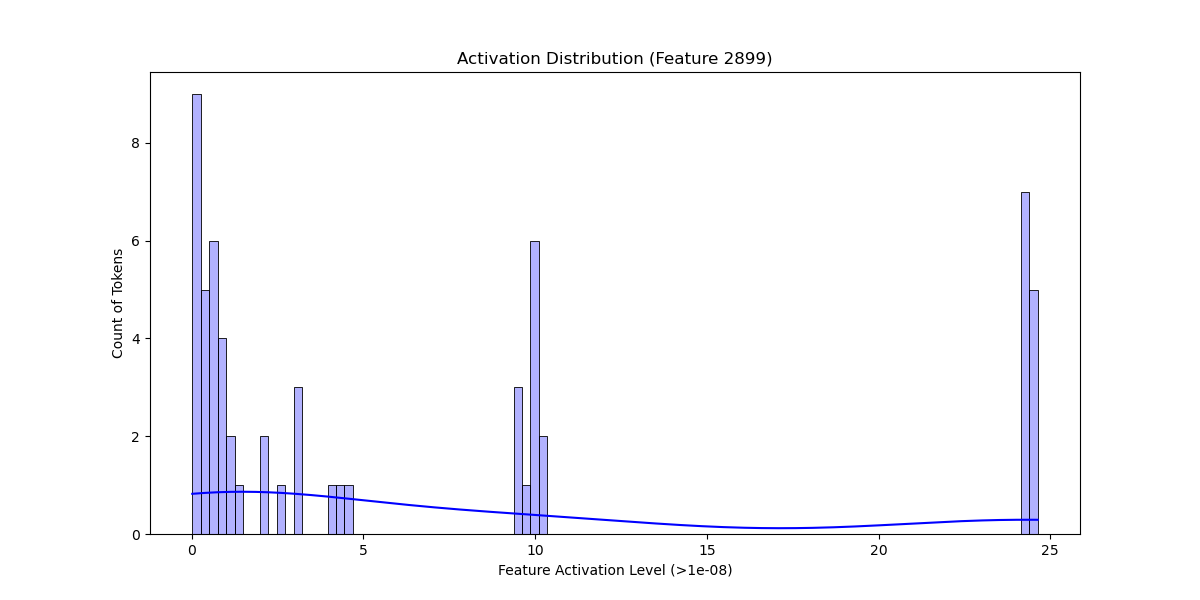 Activation Distribution (Feature 2899)
Count of Tokens
8
6
4
2
0
0 5 10 15 20 25
Feature Activation Level (>1e-08)